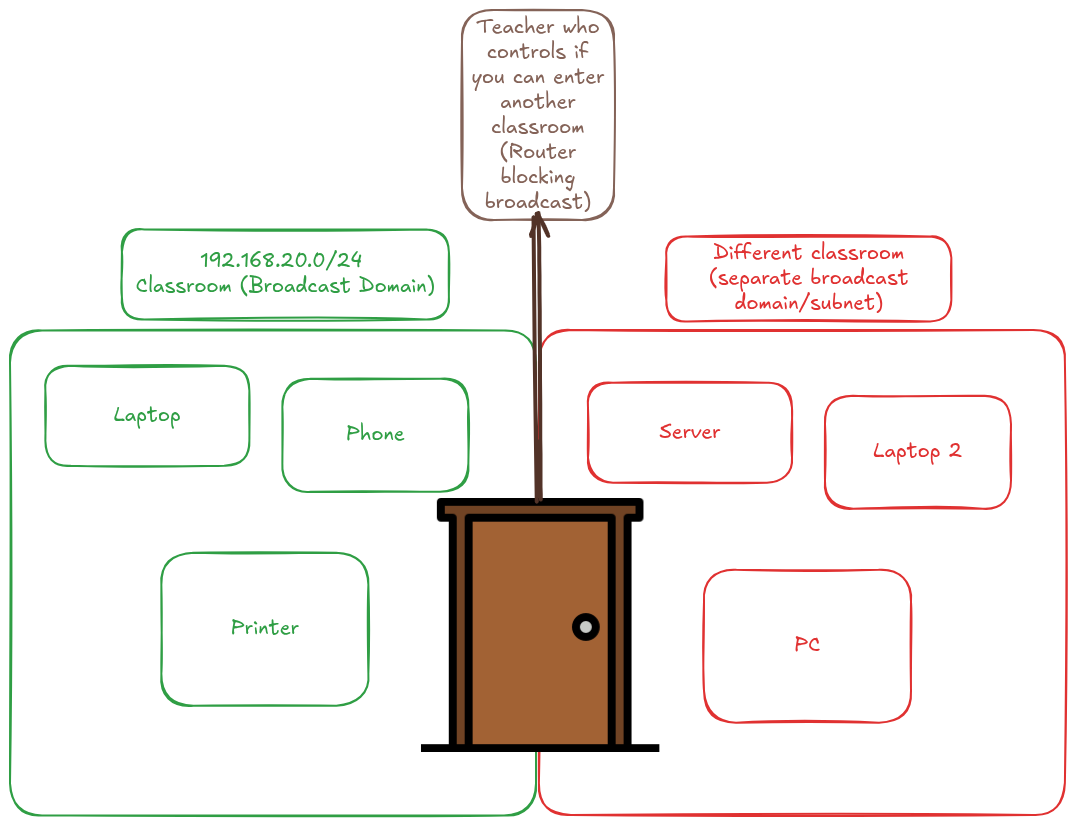 Teacher who
controls if
you can enter
another
classroom
(Router
blocking
broadcast)
192.168.20.0/24
Classroom (Broadcast Domain)
Different classroom
(separate broadcast
domain/subnet)
Laptop
Phone
Server
Laptop 2
Printer
PC